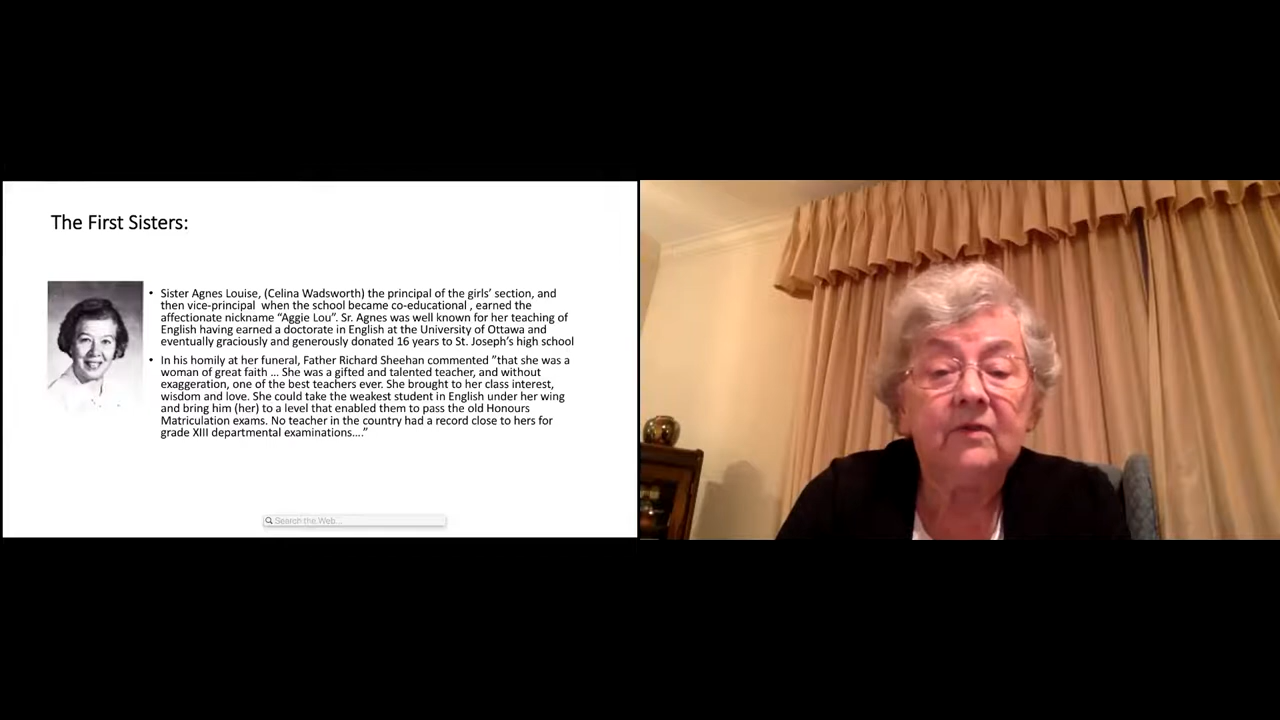 The First Sisters:
• Sister Agnes Louise, (Celina Wadsworth) the principal of the girls’ section, and
then vice-principal  when the school became co-educational , earned the
affectionate nickname “Aggie Lou”. Sr. Agnes was well known for her teaching of
English having earned a doctorate in English at the University of Ottawa and
eventually graciously and generously donated 16 years to St. Joseph’s high school
• In his homily at her funeral, Father Richard Sheehan commented ”that she was a
woman of great faith ... She was a gifted and talented teacher, and without
exaggeration, one of the best teachers ever. She brought to her class interest,
wisdom and love. She could take the weakest student in English under her wing
and bring him (her) to a level that enabled them to pass the old Honours
Matriculation exams. No teacher in the country had a record close to hers for
grade XIII departmental examinations….”
Search the Web...